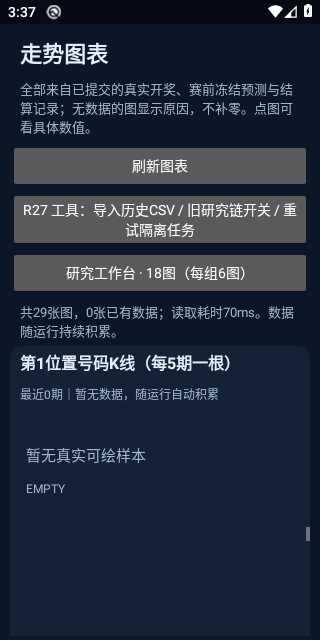 3:37
走势图表
全部来自已提交的真实开奖、赛前冻结预测与结
算记录；无数据的图显示原因，不补零。点图可
看具体数值。
刷新图表
R27 工具：导入历史CSV / 旧研究链开关 / 重
试隔离任务
研究工作台 · 18图（每组6图）
共29张图，0张已有数据；读取耗时70ms。数据
随运行持续积累。
第1位置号码K线（每5期一根）
最近0期｜暂无数据，随运行自动积累
暂无真实可绘样本
EMPTY